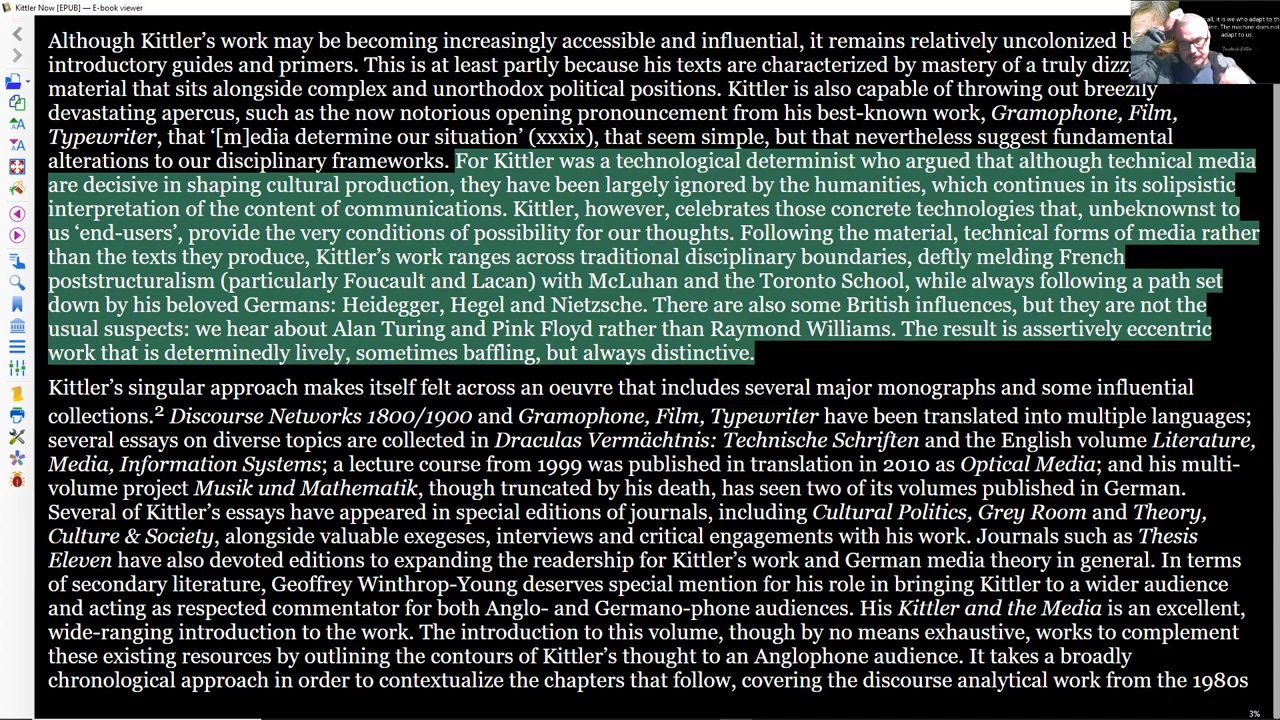 Kittler Now [EPUB] — E-book viewer
all, it is we who adapt to the
The machine does not
adapt to us.
Although Kittler's work may be becoming increasingly accessible and influential, it remains relatively uncolonized
introductory guides and primers. This is at least partly because his texts are characterized by mastery of a truly
material that sits alongside complex and unorthodox political positions. Kittler is also capable of throwing out breezily
devastating apercus, such as the now notorious opening pronouncement from his best-known work, Gramophone, Film,
Typewriter, that ‘[m]edia determine our situation’ (xxxix), that seem simple, but that nevertheless suggest fundamental
alterations to our disciplinary frameworks. For Kittler was a technological determinist who argued that although technical media
are decisive in shaping cultural production, they have been largely ignored by the humanities, which continues in its solipsistic
interpretation of the content of communications. Kittler, however, celebrates those concrete technologies that, unbeknownst to
us ‘end-users’, provide the very conditions of possibility for our thoughts. Following the material, technical forms of media rather
than the texts they produce, Kittler’s work ranges across traditional disciplinary boundaries, deftly melding French
poststructuralism (particularly Foucault and Lacan) with McLuhan and the Toronto School, while always following a path set
down by his beloved Germans: Heidegger, Hegel and Nietzsche. There are also some British influences, but they are not the
usual suspects: we hear about Alan Turing and Pink Floyd rather than Raymond Williams. The result is assertively eccentric
work that is determinedly lively, sometimes baffling, but always distinctive.
Kittler’s singular approach makes itself felt across an oeuvre that includes several major monographs and some influential
collections.² Discourse Networks 1800/1900 and Gramophone, Film, Typewriter have been translated into multiple languages;
several essays on diverse topics are collected in Draculas Vermächtnis: Technische Schriften and the English volume Literature,
Media, Information Systems; a lecture course from 1999 was published in translation in 2010 as Optical Media; and his multi-
volume project Musik und Mathematik, though truncated by his death, has seen two of its volumes published in German.
Several of Kittler’s essays have appeared in special editions of journals, including Cultural Politics, Grey Room and Theory,
Culture & Society, alongside valuable exegeses, interviews and critical engagements with his work. Journals such as Thesis
Eleven have also devoted editions to expanding the readership for Kittler’s work and German media theory in general. In terms
of secondary literature, Geoffrey Winthrop-Young deserves special mention for his role in bringing Kittler to a wider audience
and acting as respected commentator for both Anglo- and Germano-phone audiences. His Kittler and the Media is an excellent,
wide-ranging introduction to the work. The introduction to this volume, though by no means exhaustive, works to complement
these existing resources by outlining the contours of Kittler’s thought to an Anglophone audience. It takes a broadly
chronological approach in order to contextualize the chapters that follow, covering the discourse analytical work from the 1980s
3%